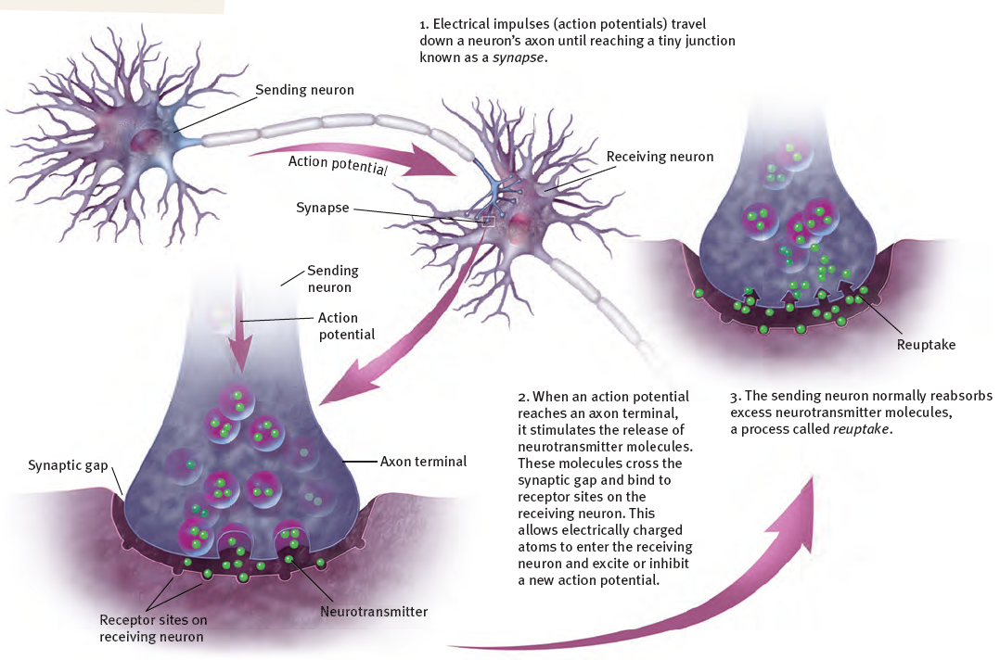 1. Electrical impulses (action potentials) travel
down a neuron’s axon until reaching a tiny junction
known as a synapse.
Sending neuron
Action potential
Receiving neuron
Synapse
Sending
neuron
Action
potential
Reuptake
2. When an action potential
reaches an axon terminal,
it stimulates the release of
neurotransmitter molecules.
These molecules cross the
synaptic gap and bind to
receptor sites on the
receiving neuron. This
allows electrically charged
atoms to enter the receiving
neuron and excite or inhibit
a new action potential.
3. The sending neuron normally reabsorbs
excess neurotransmitter molecules,
a process called reuptake.
Synaptic gap
Axon terminal
Receptor sites on
receiving neuron
Neurotransmitter